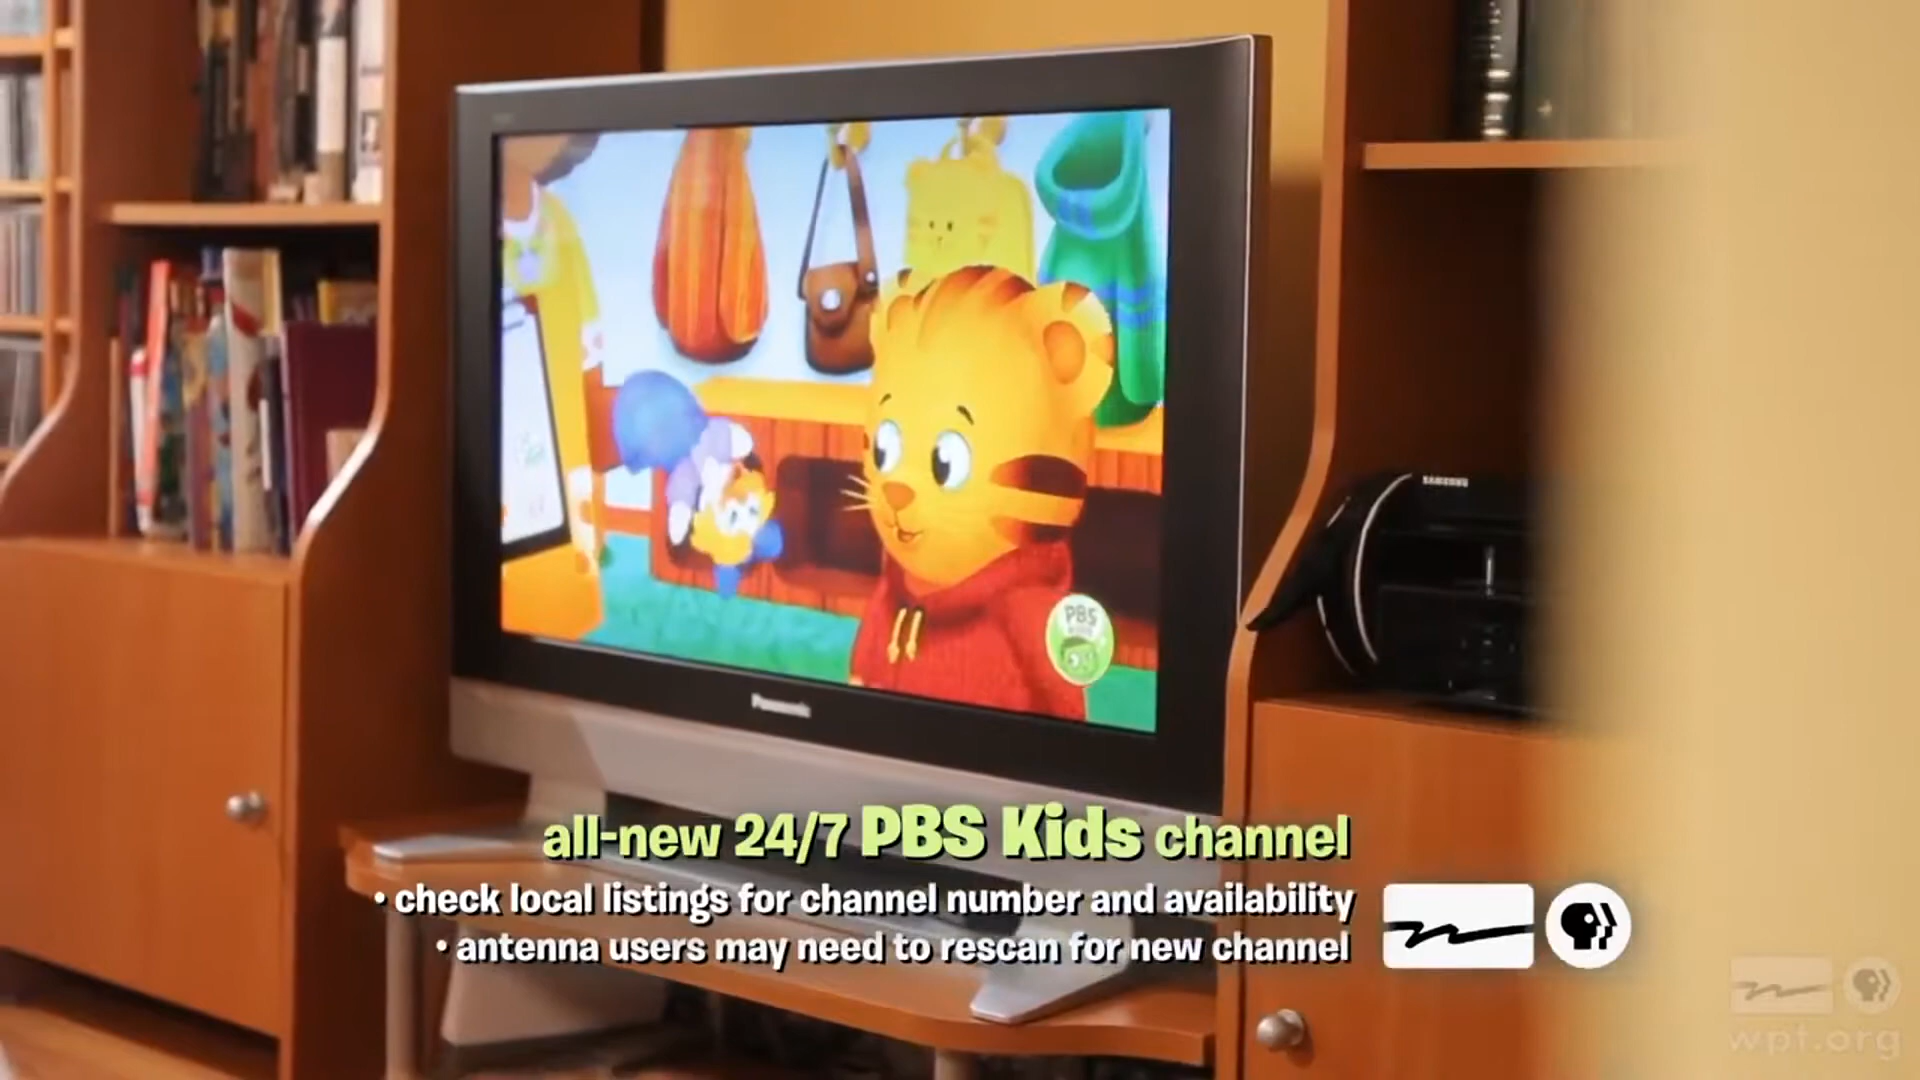 SAMSUNG
PBS
KIDS
Panasonic
all-new 24/7 PBS Kids channel
• check local listings for channel number and availability
• antenna users may need to rescan for new channel
wpt.org